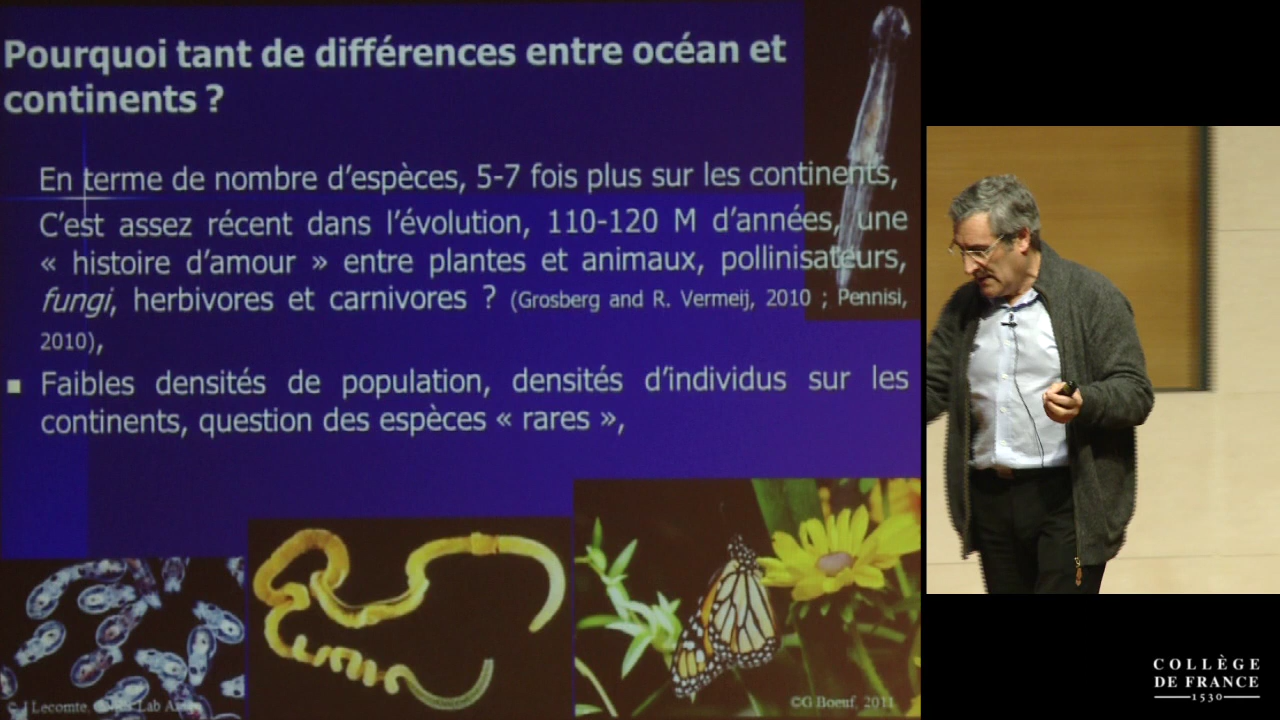 Pourquoi tant de différences entre océan et
continents ?
En terme de nombre d'espèces, 5-7 fois plus sur les continents,
C'est assez récent dans l'évolution, 110-120 M d'années, une
« histoire d'amour » entre plantes et animaux, pollinisateurs,
fungi, herbivores et carnivores ? (Grosberg and R. Vermeij, 2010 ; Pennisi,
2010),
Faibles densités de population, densités d'individus sur les
continents, question des espèces « rares »,
© J Lecomte, Lab
©G Boeuf, 2011
COLLÈGE
DE FRANCE
1530